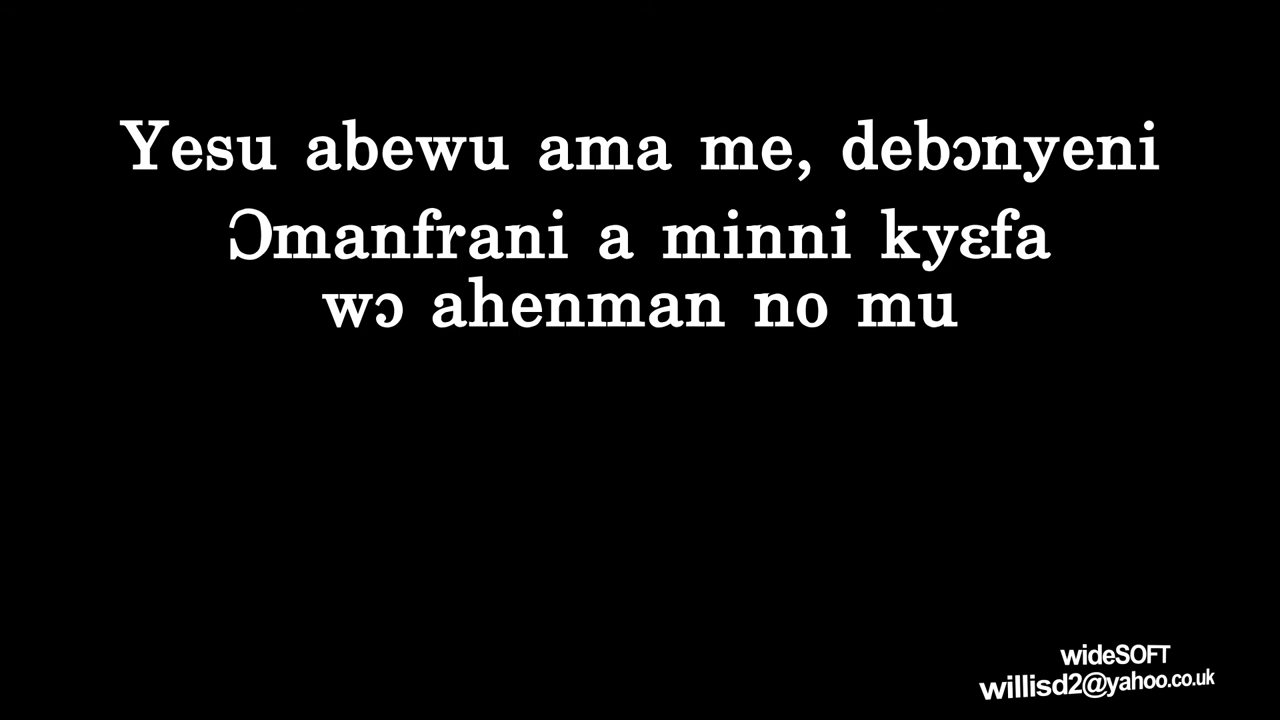 Yesu abewu ama me, debɔnyeni
Ɔmanfrani a minni kyɛfa
wɔ ahenman no mu
wideSOFT
willisd2@yahoo.co.uk